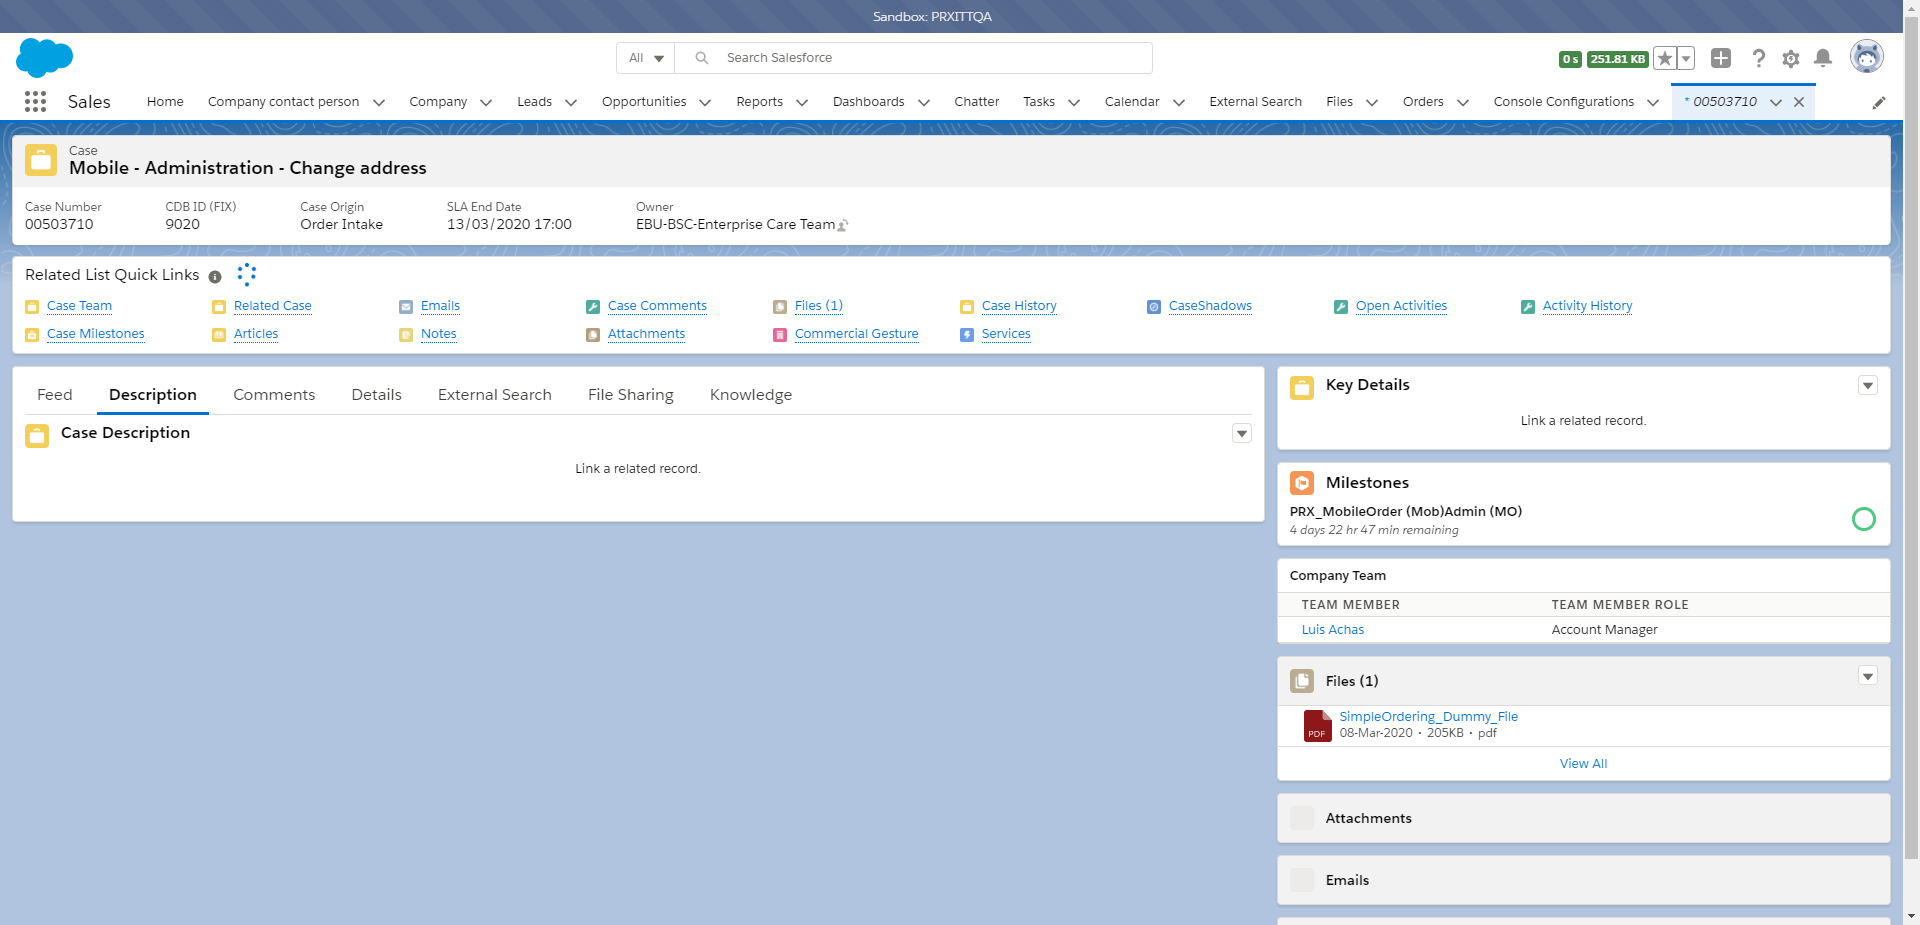 Sandbox: PRXITTQA
All
Search Salesforce
0 s
251.81 KB
Sales
Home
Company contact person
Company
Leads
Opportunities
Reports
Dashboards
Chatter
Tasks
Calendar
External Search
Files
Orders
Console Configurations
* 00503710
Case
Mobile - Administration - Change address
Case Number
00503710
CDB ID (FIX)
9020
Case Origin
Order Intake
SLA End Date
13/03/2020 17:00
Owner
EBU-BSC-Enterprise Care Team
Related List Quick Links
Case Team
Related Case
Emails
Case Comments
Files (1)
Case History
CaseShadows
Open Activities
Activity History
Case Milestones
Articles
Notes
Attachments
Commercial Gesture
Services
Feed
Description
Comments
Details
External Search
File Sharing
Knowledge
Case Description
Link a related record.
Key Details
Link a related record.
Milestones
PRX_MobileOrder (Mob)Admin (MO)
4 days 22 hr 47 min remaining
Company Team
TEAM MEMBER
TEAM MEMBER ROLE
Luis Achas
Account Manager
Files (1)
PDF
SimpleOrdering_Dummy_File
08-Mar-2020 • 205KB • pdf
View All
Attachments
Emails